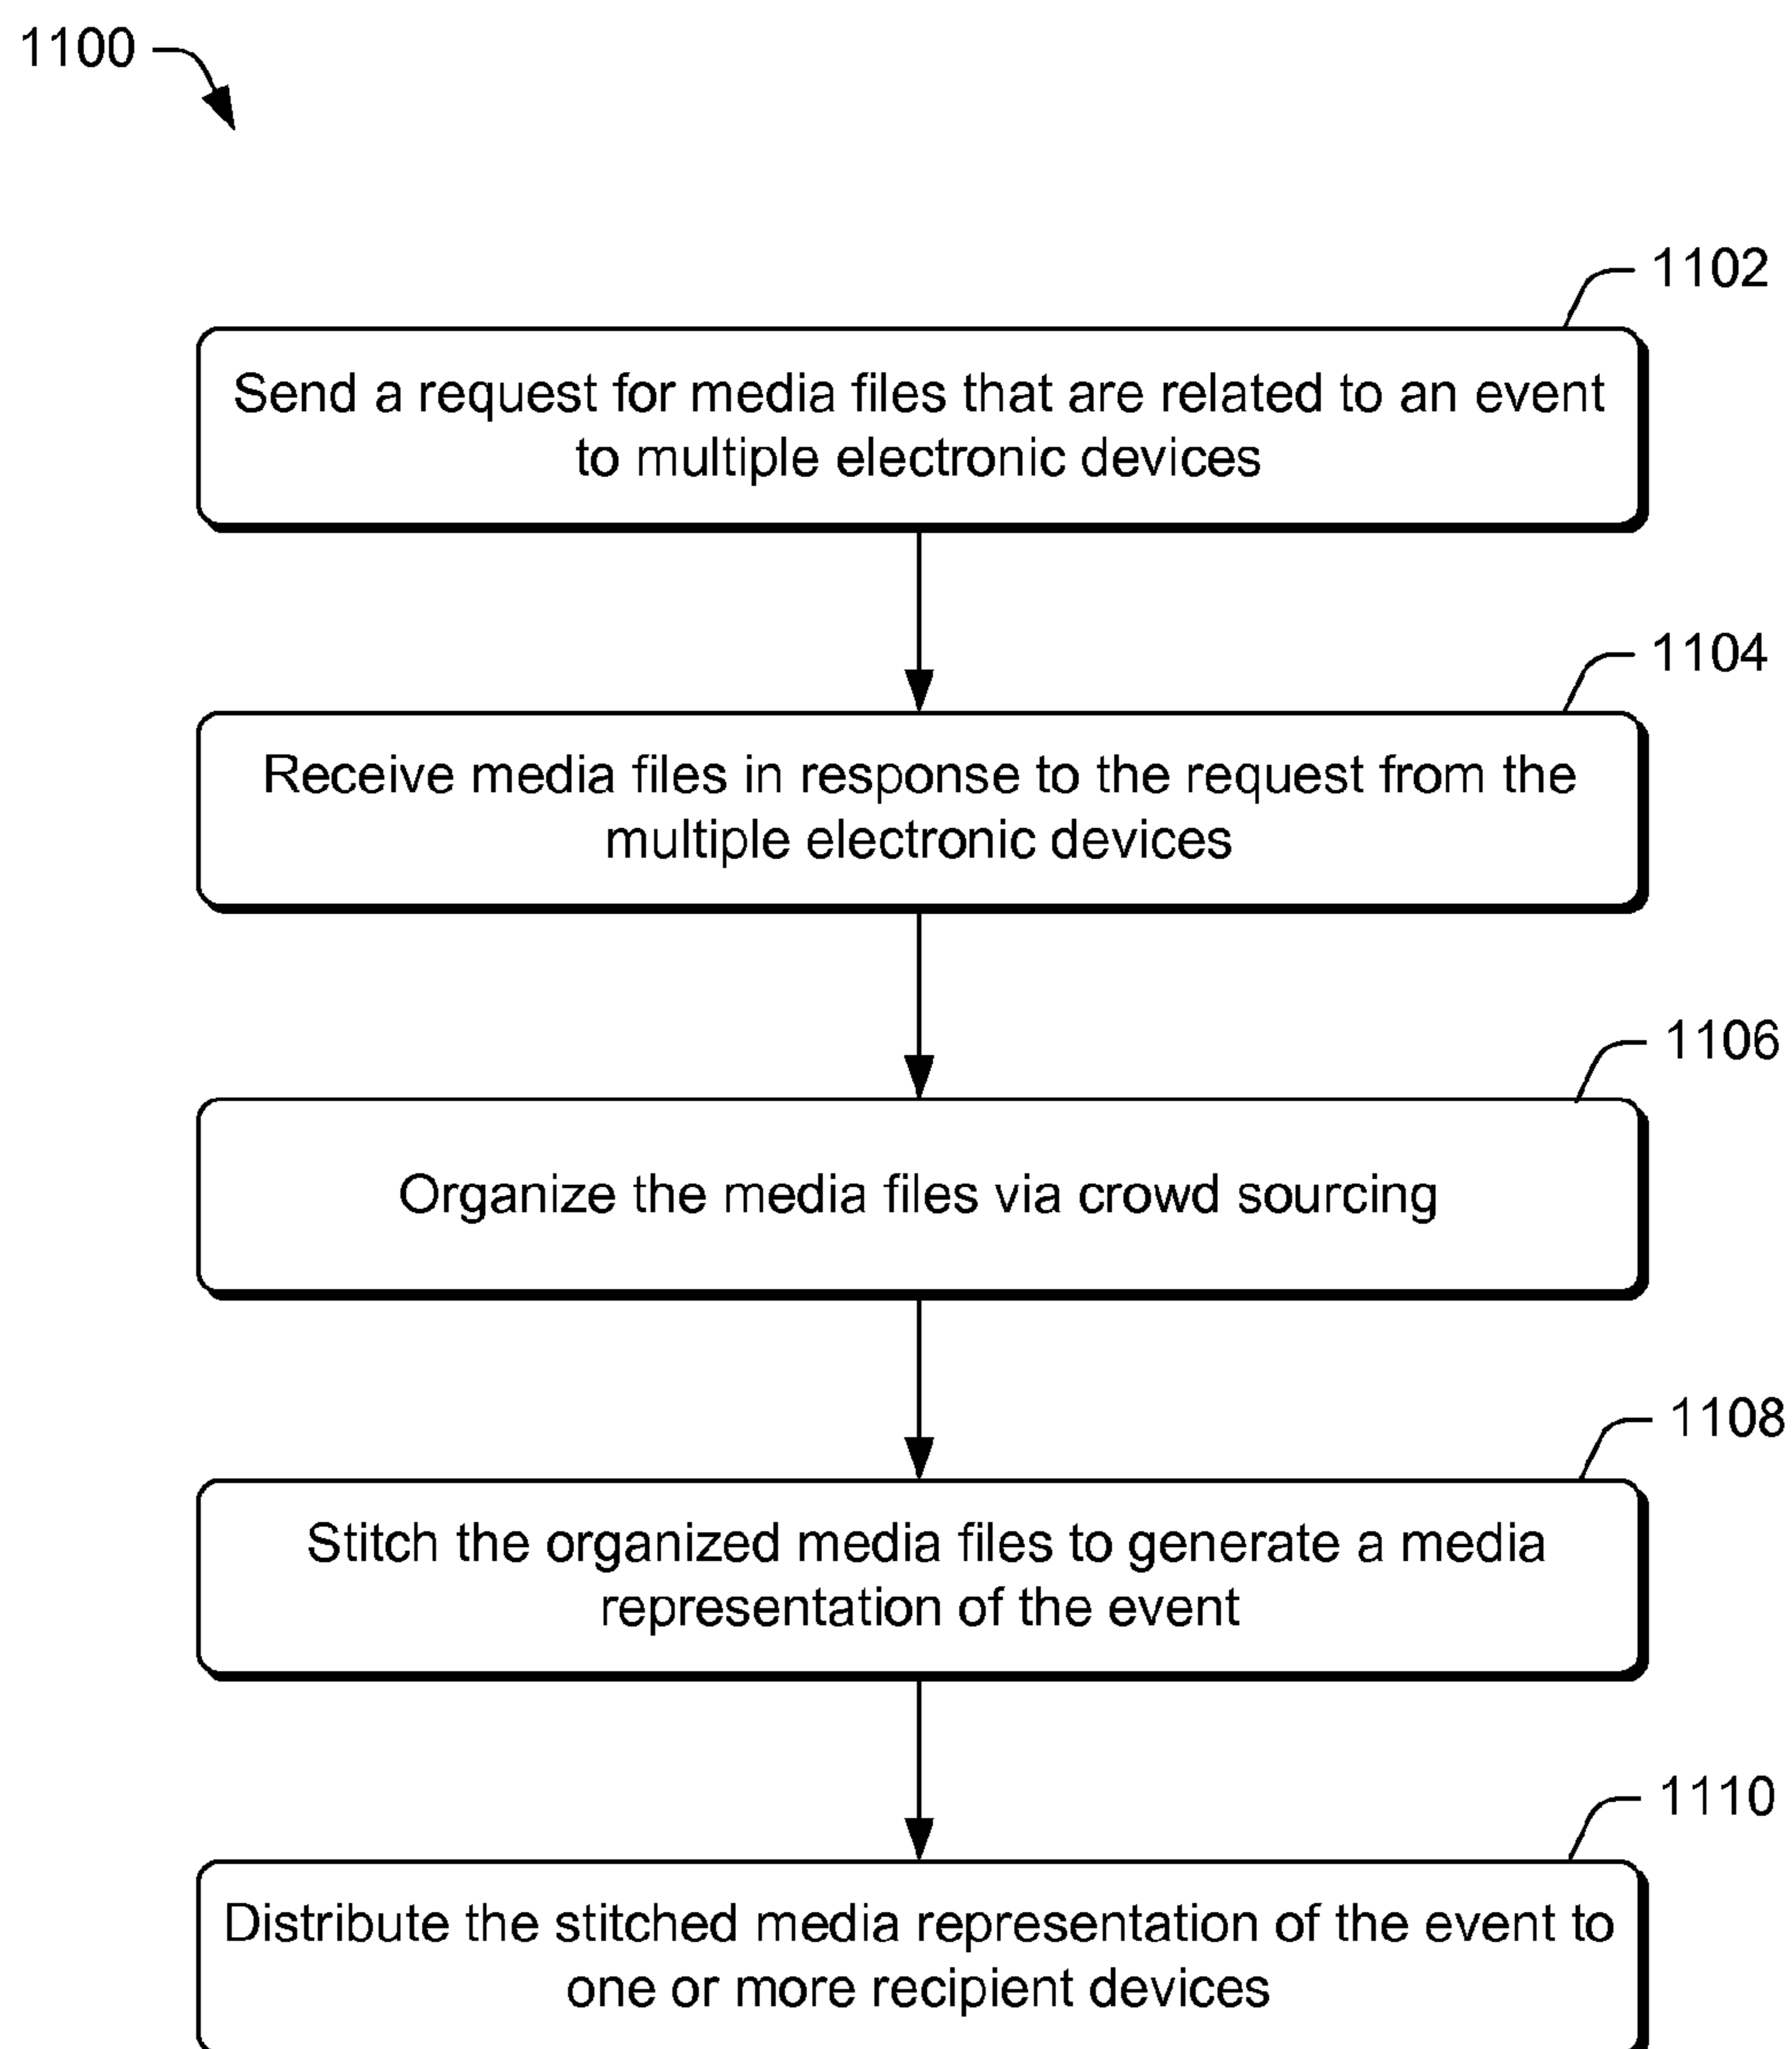 1100
1102
Send a request for media files that are related to an event
to multiple electronic devices
1104
Receive media files in response to the request from the
multiple electronic devices
1106
Organize the media files via crowd sourcing
1108
Stitch the organized media files to generate a media
representation of the event
1110
Distribute the stitched media representation of the event to
one or more recipient devices